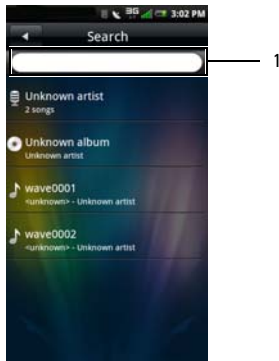 3G 3:02 PM
Search
1
Unknown artist
2 songs
Unknown album
Unknown artist
wave0001
<unknown> - Unknown artist
wave0002
<unknown> - Unknown artist